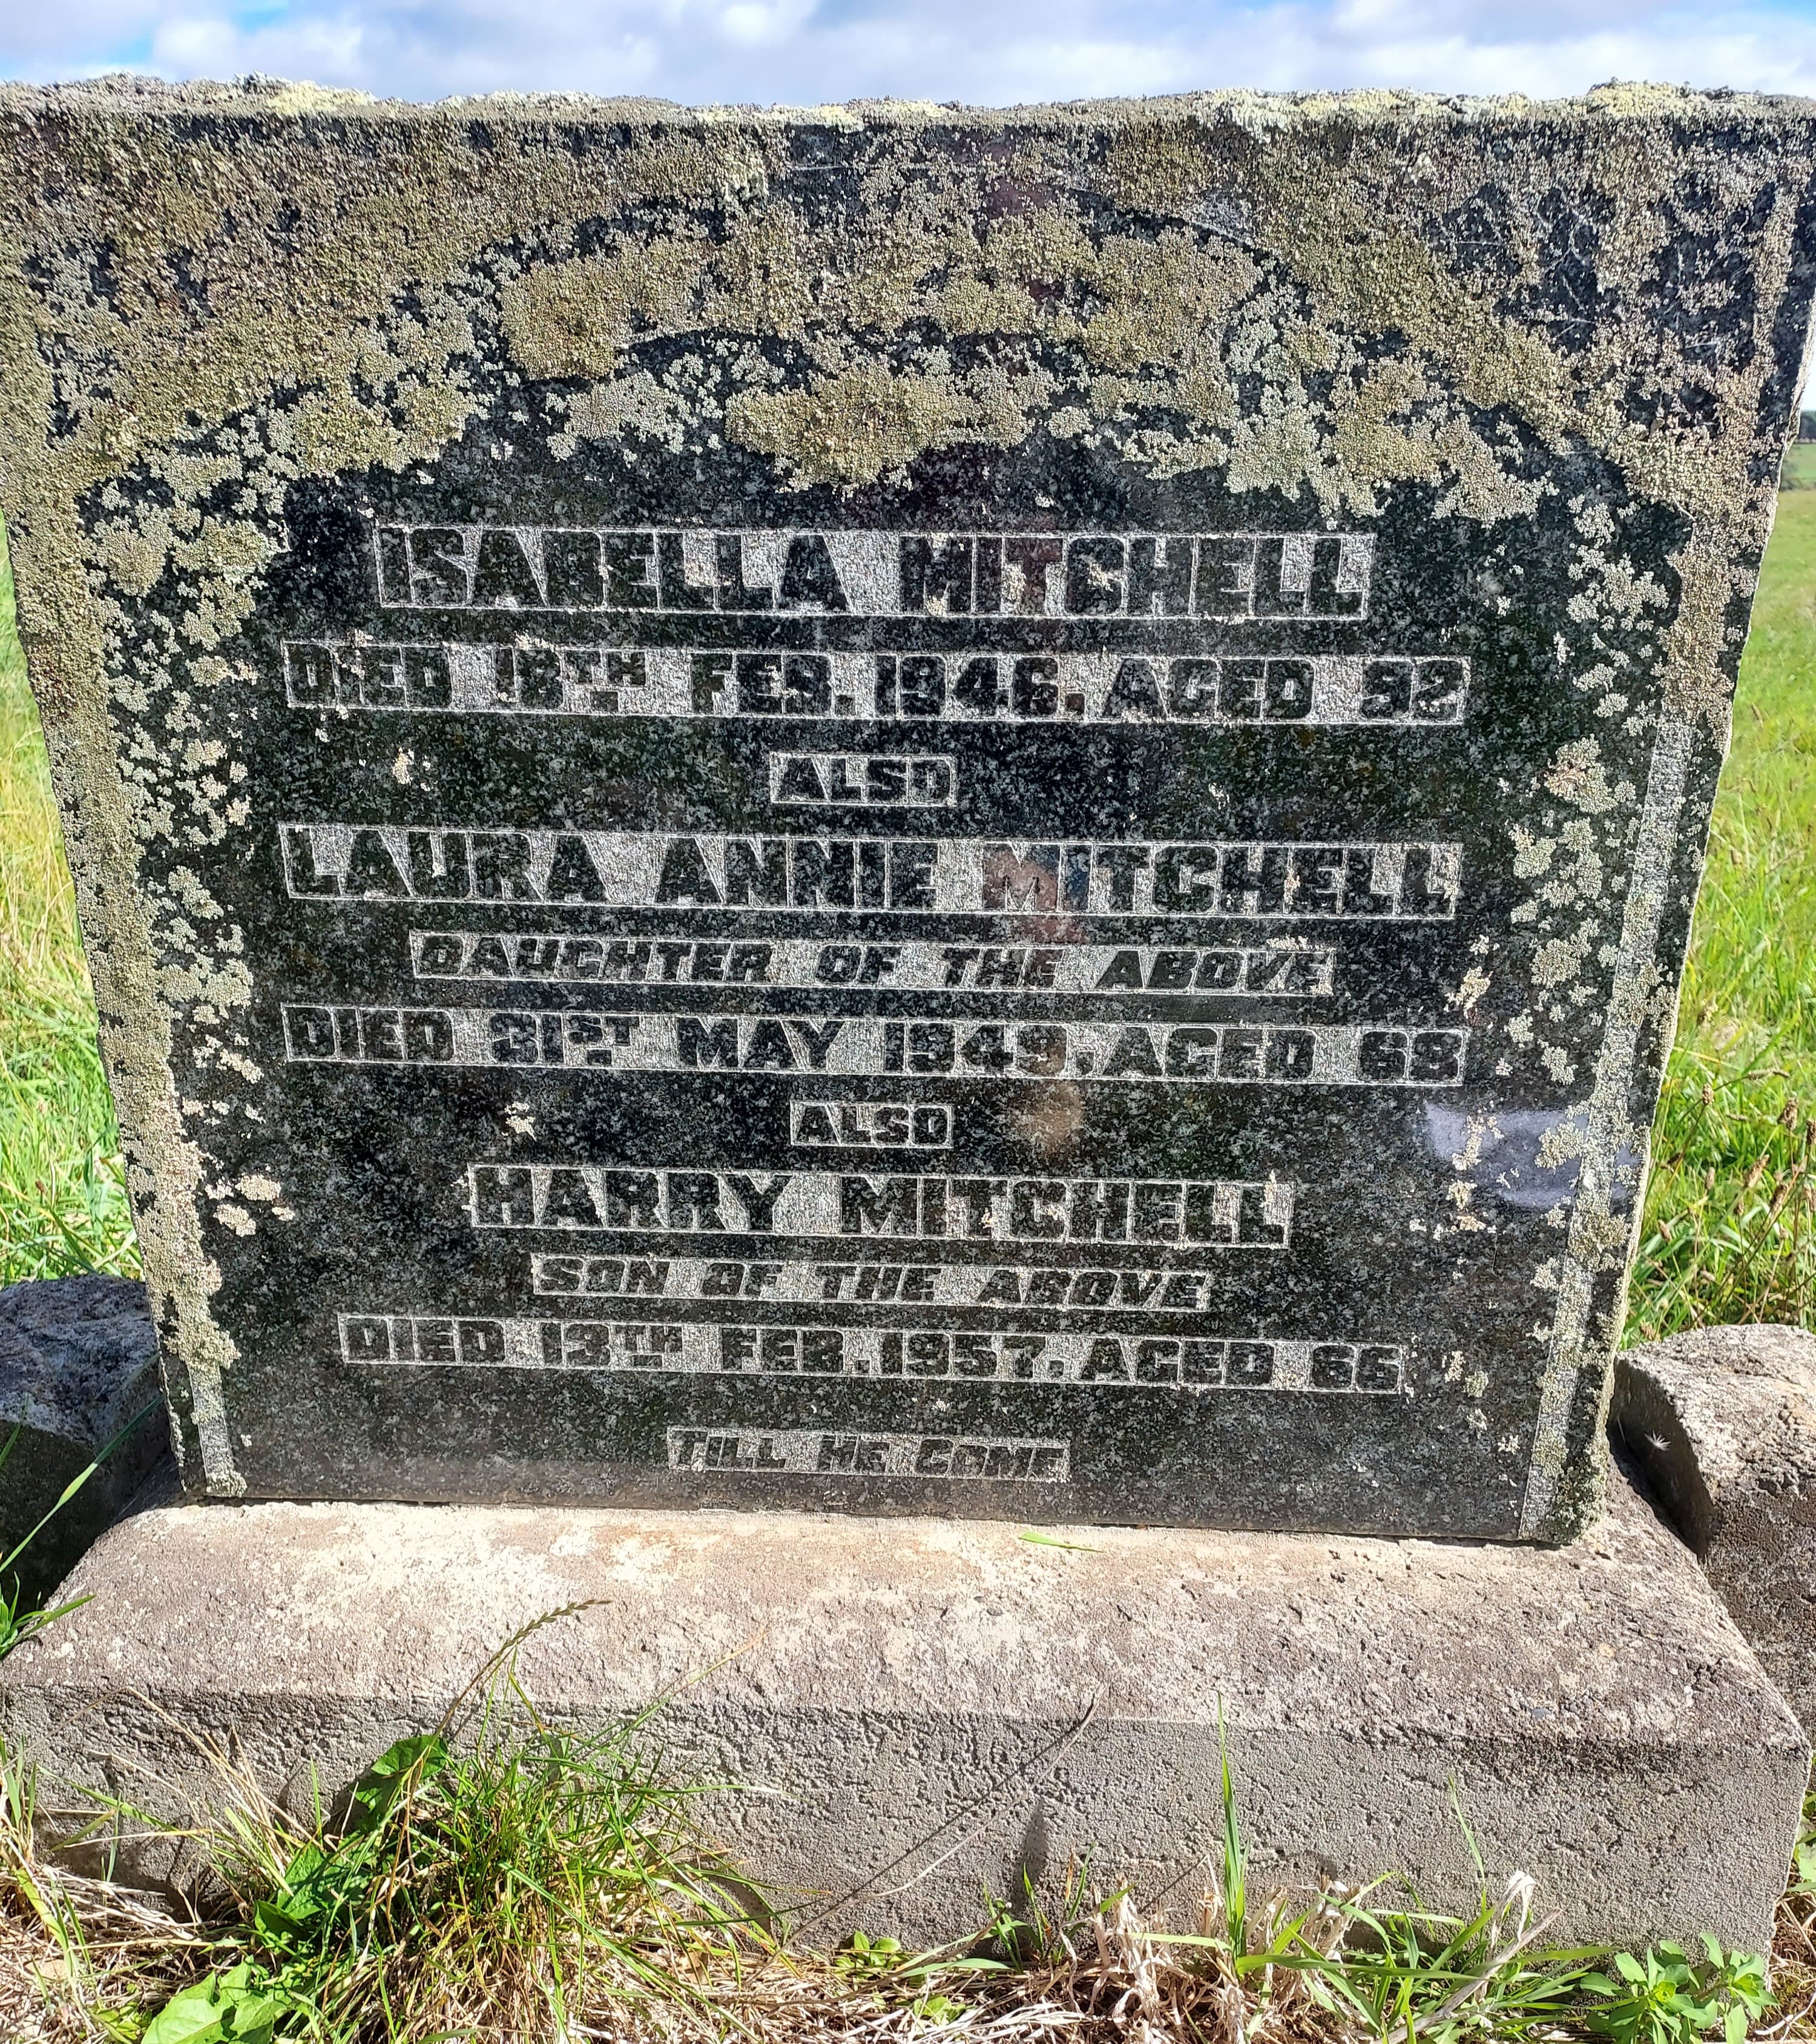 ISABELLA MITCHELL
DIED 18TH FEB. 1946. AGED 92
ALSO
LAURA ANNIE MITCHELL
DAUGHTER OF THE ABOVE
DIED 31ST MAY 1949. AGED 68
ALSO
HARRY MITCHELL
SON OF THE ABOVE
DIED 13TH FEB. 1957. AGED 66
TILL HE COME